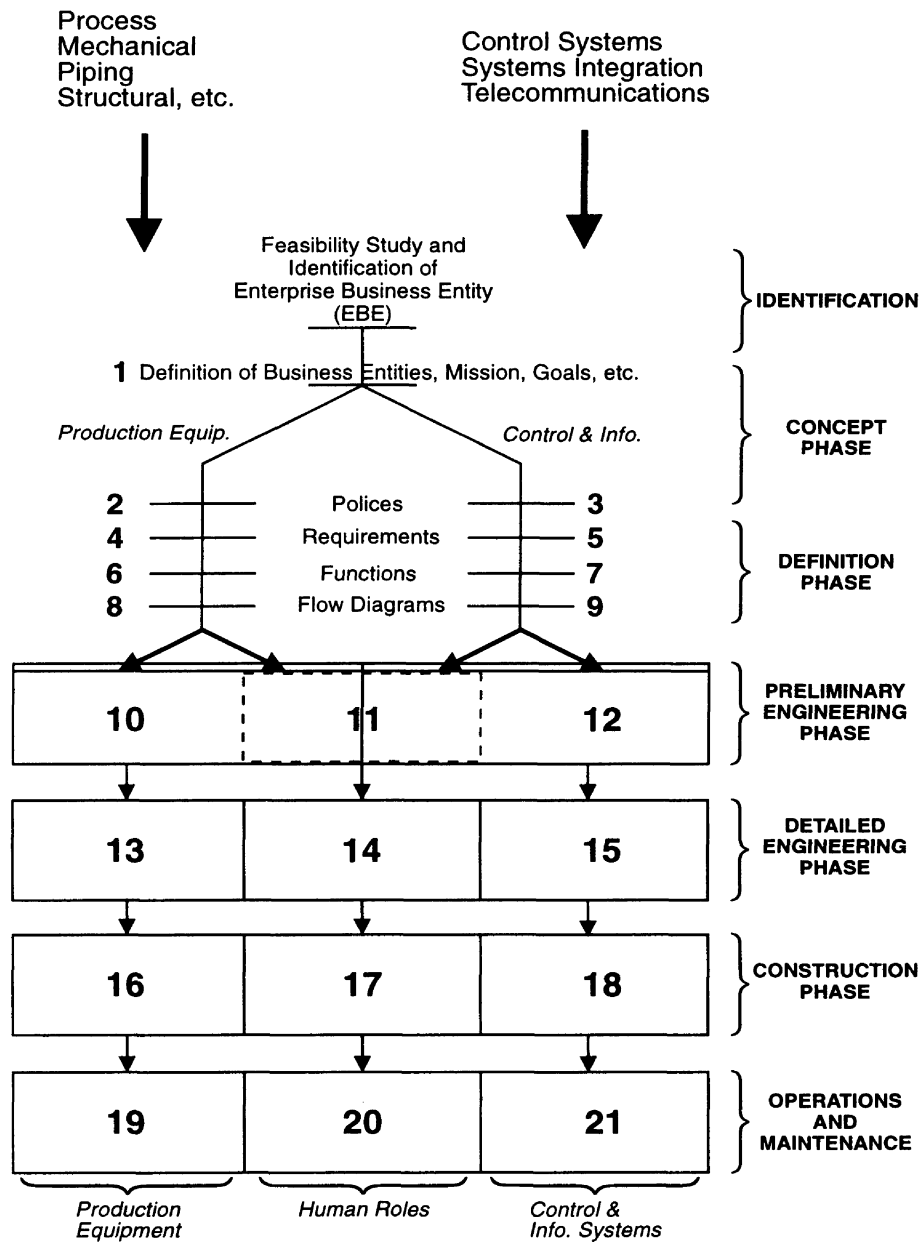 Process
Mechanical
Piping
Structural, etc.
Control Systems
Systems Integration
Telecommunications
Feasibility Study and
Identification of
Enterprise Business Entity
(EBE)
IDENTIFICATION
1 Definition of Business Entities, Mission, Goals, etc.
Production Equip.
Control & Info.
CONCEPT
PHASE
2 Polices 3
4 Requirements 5
6 Functions 7
8 Flow Diagrams 9
DEFINITION
PHASE
10 11 12
PRELIMINARY
ENGINEERING
PHASE
13 14 15
DETAILED
ENGINEERING
PHASE
16 17 18
CONSTRUCTION
PHASE
19 20 21
OPERATIONS
AND
MAINTENANCE
Production
Equipment
Human Roles
Control &
Info. Systems